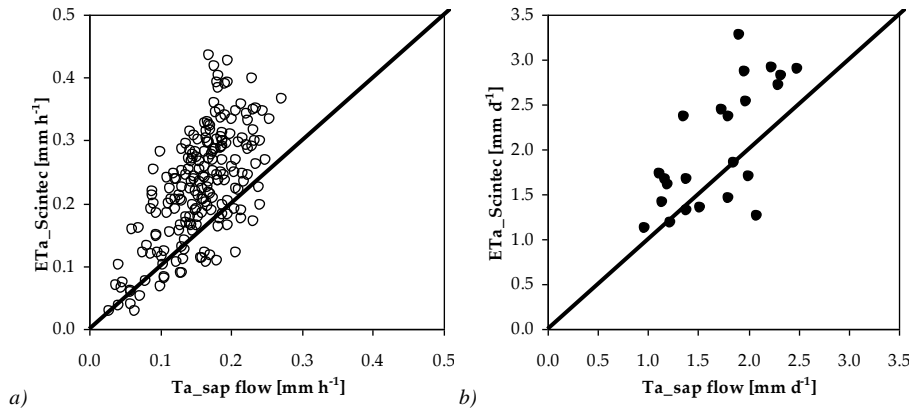 0.5
0.4
0.3
0.2
0.1
0.0
ETa_Scintec [mm h⁻¹]
0.0 0.1 0.2 0.3 0.4 0.5
Ta_sap flow [mm h⁻¹]
a)
3.5
3.0
2.5
2.0
1.5
1.0
0.5
0.0
ETa_Scintec [mm d⁻¹]
0.0 1.0 1.5 2.0 2.5 3.0 3.5
Ta_sap flow [mm d⁻¹]
b)